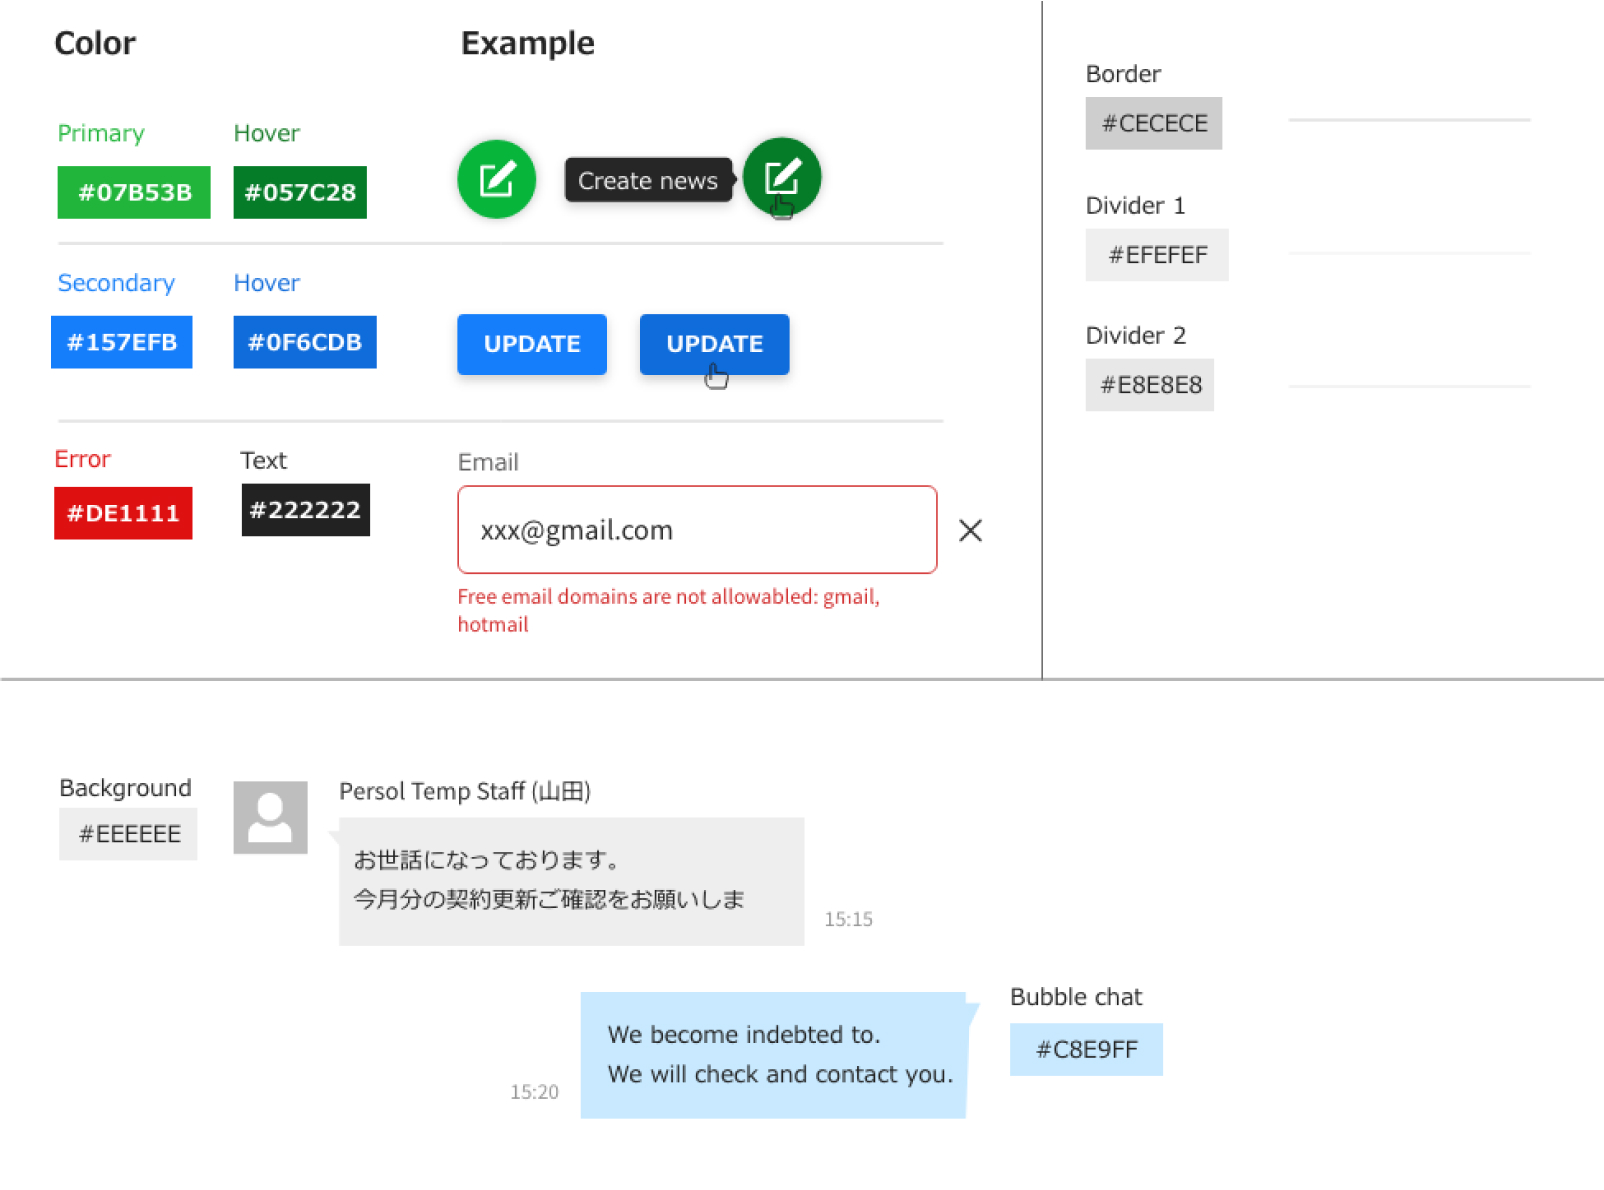 Color
Example
Primary
Hover
#07B53B
#057C28
Create news
Secondary
Hover
#157EFB
#0F6CDB
UPDATE
UPDATE
Error
Text
#DE1111
#222222
Email
xxx@gmail.com
Free email domains are not allowabled: gmail,
hotmail
Border
#CECECE
Divider 1
#EFEFEF
Divider 2
#E8E8E8
Background
#EEEEEE
Persol Temp Staff (山田)
お世話になっております。
今月分の契約更新ご確認をお願いしま
15:15
We become indebted to.
We will check and contact you.
15:20
Bubble chat
#C8E9FF